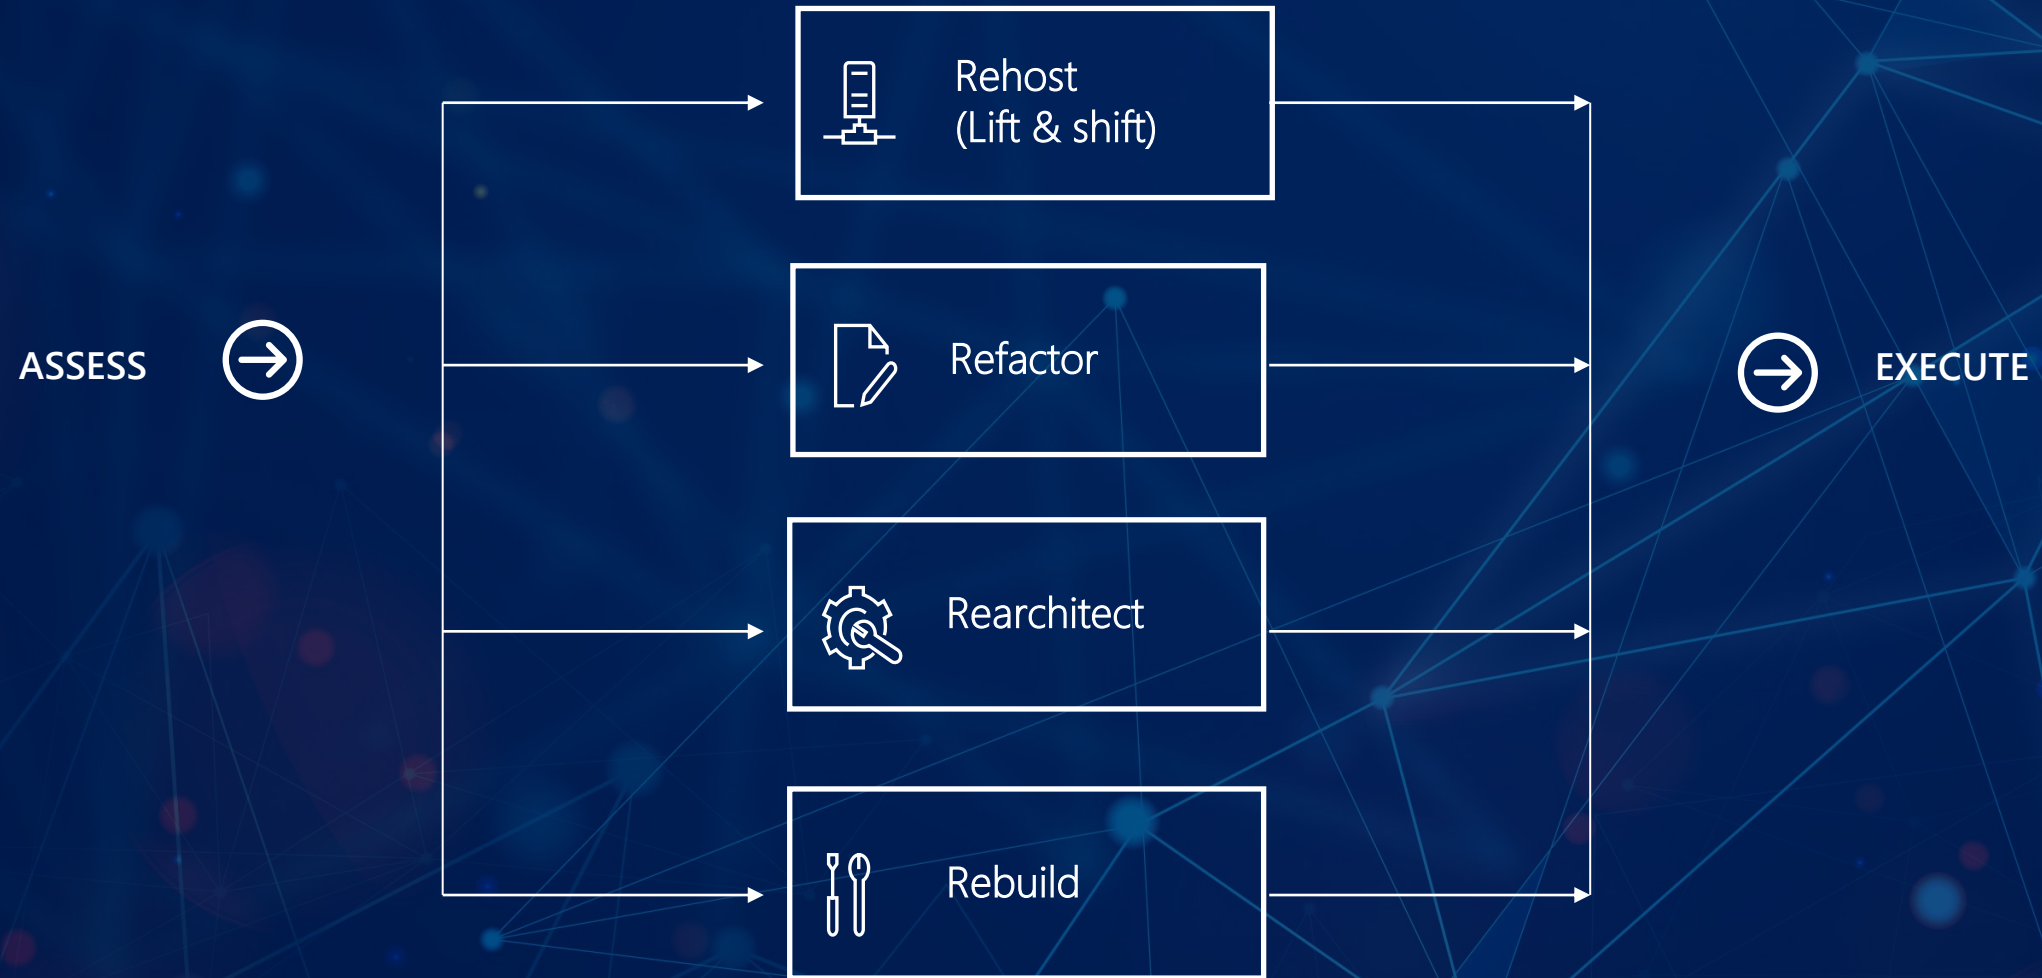 ASSESS
Rehost
(Lift & shift)
Refactor
Rearchitect
Rebuild
EXECUTE